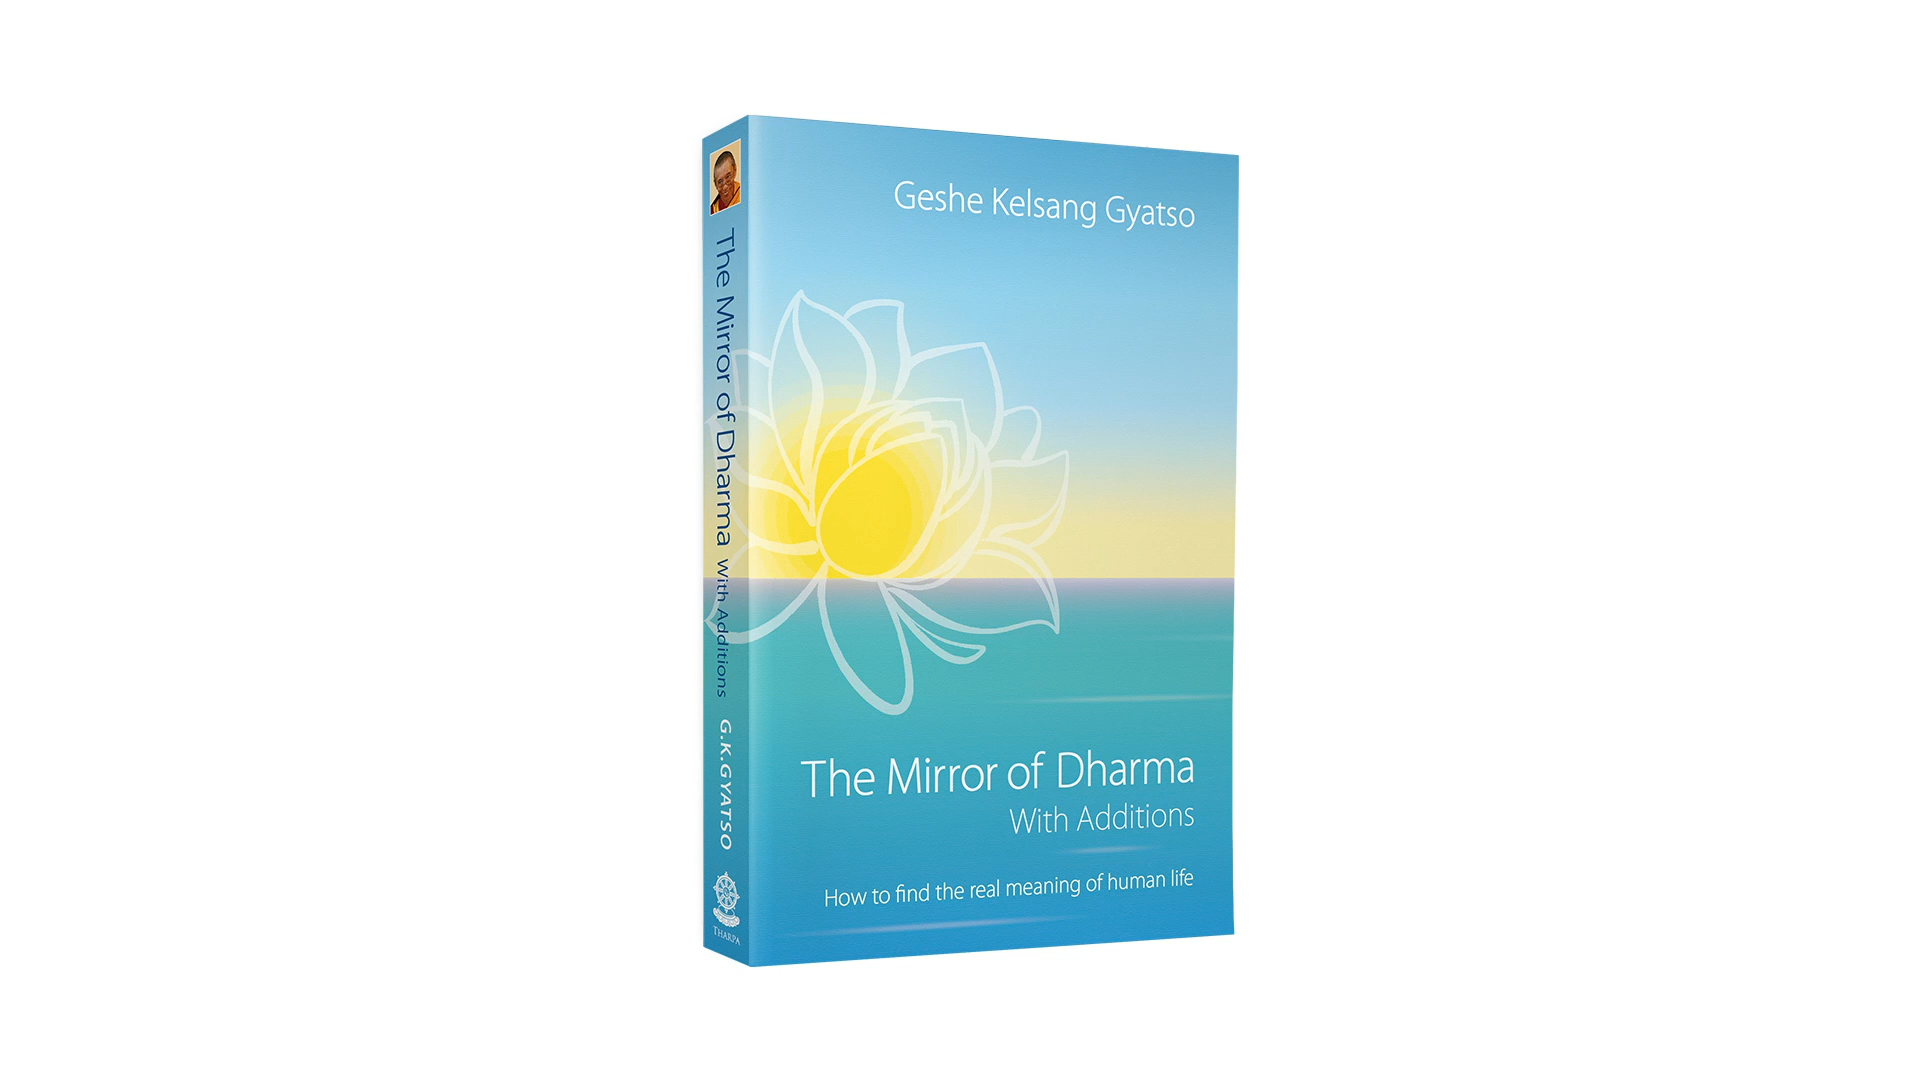 Geshe Kelsang Gyatso
The Mirror of Dharma
With Additions
How to find the real meaning of human life
The Mirror of Dharma With Additions
G.K.GYATSO
THARPA